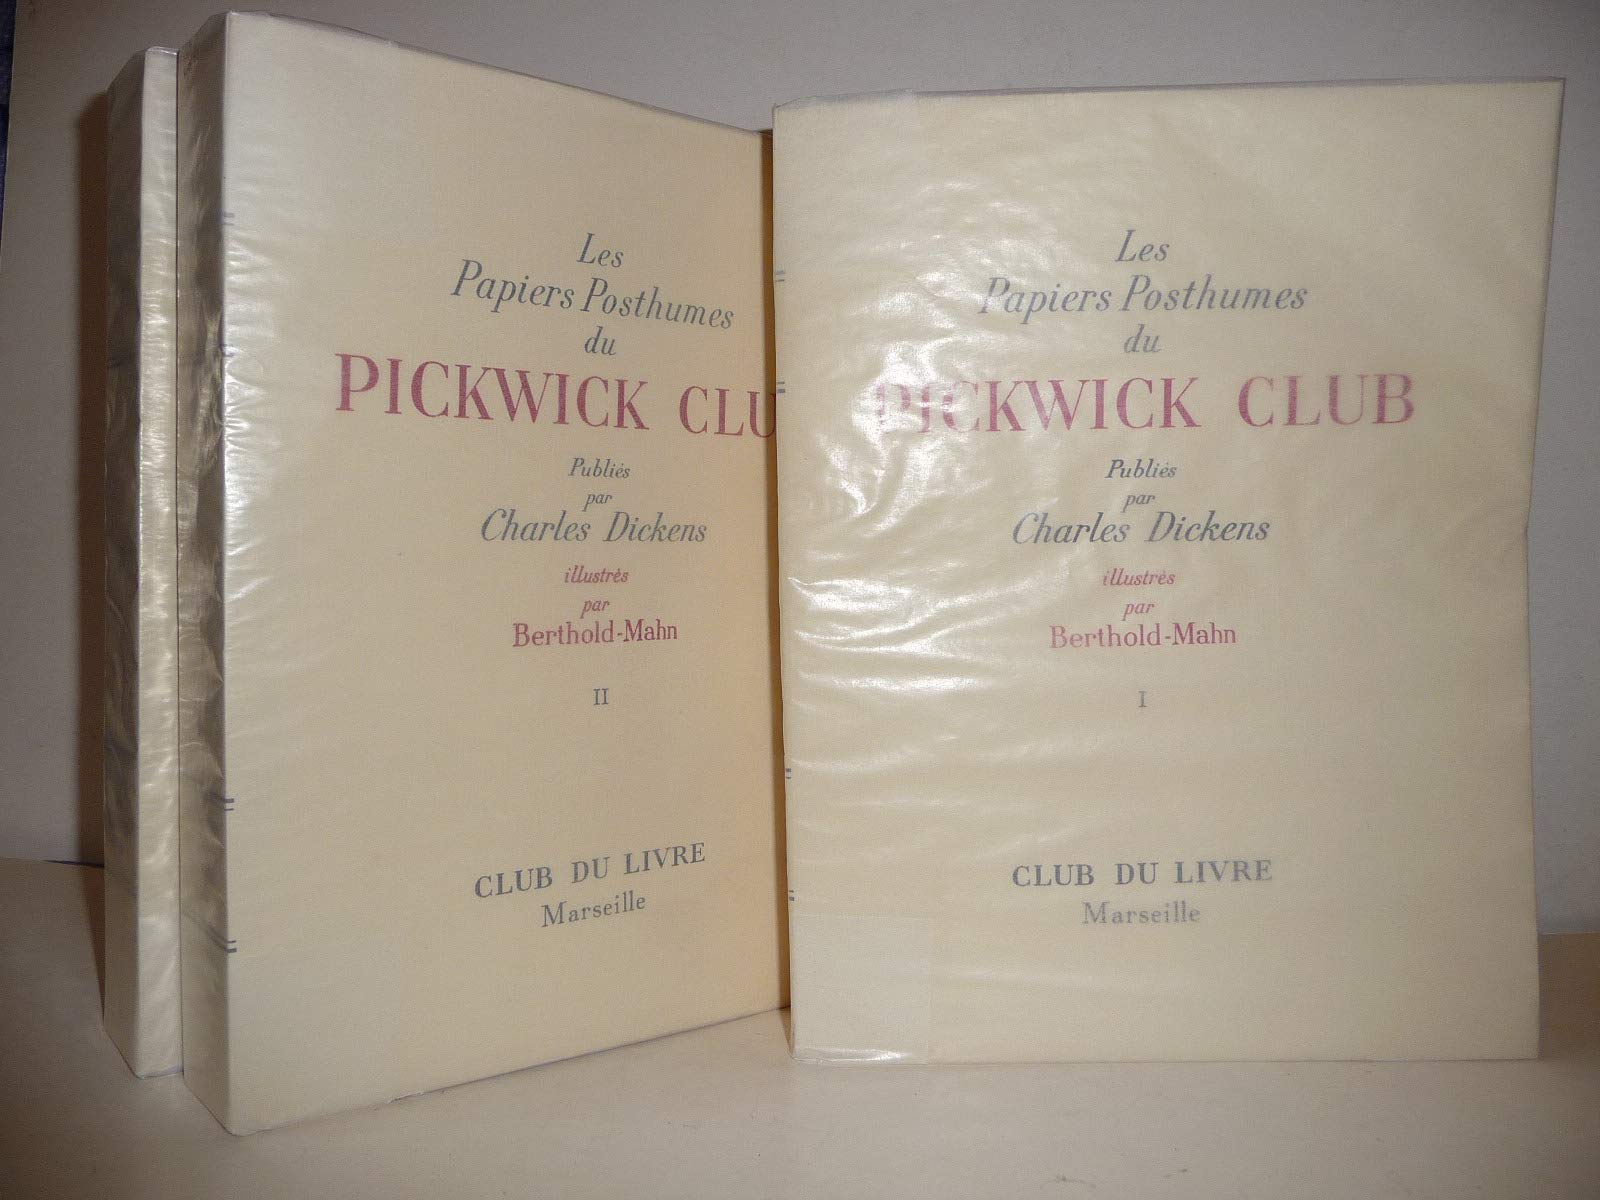 Les
Papiers Posthumes
du
PICKWICK CLU
Publiés
par
Charles Dickens
illustrés
par
Berthold-Mahn
II
CLUB DU LIVRE
Marseille
Les
Papiers Posthumes
du
PICKWICK CLUB
Publiés
par
Charles Dickens
illustrés
par
Berthold-Mahn
I
CLUB DU LIVRE
Marseille